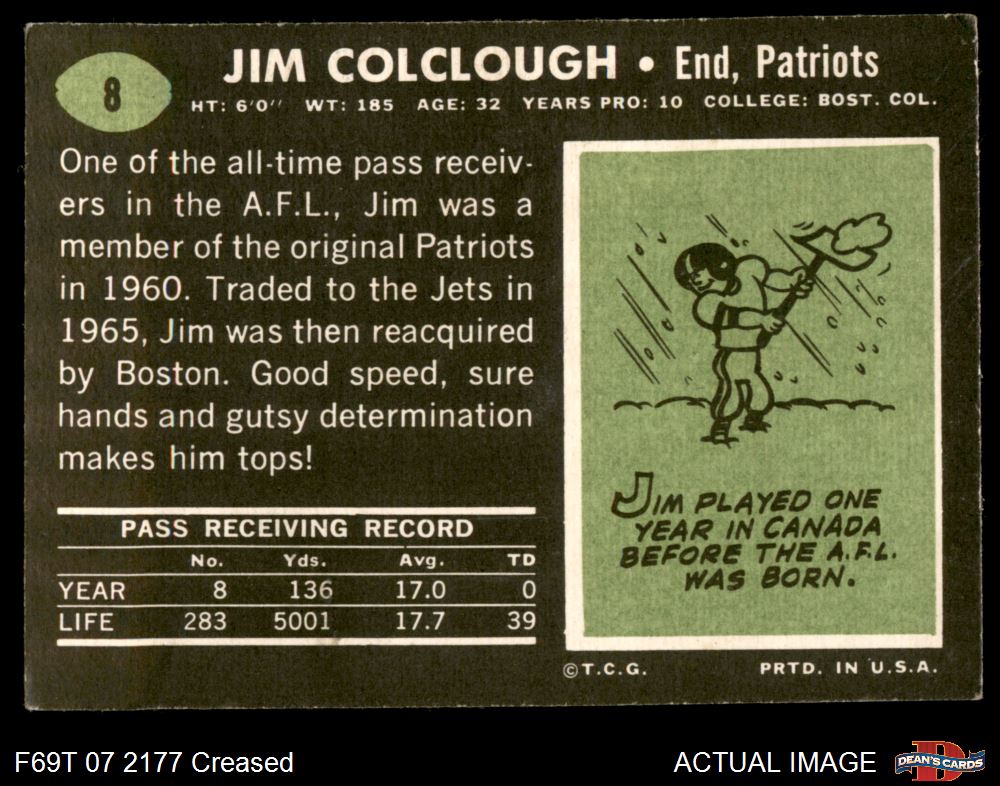 8
JIM COLCLOUGH • End, Patriots
HT: 6'0" WT: 185 AGE: 32 YEARS PRO: 10 COLLEGE: BOST. COL.
One of the all-time pass receiv-
ers in the A.F.L., Jim was a
member of the original Patriots
in 1960. Traded to the Jets in
1965, Jim was then reacquired
by Boston. Good speed, sure
hands and gutsy determination
makes him tops!
PASS RECEIVING RECORD
No. Yds. Avg. TD
YEAR 8 136 17.0 0
LIFE 283 5001 17.7 39
JIM PLAYED ONE
YEAR IN CANADA
BEFORE THE A.F.L.
WAS BORN.
©T.C.G. PRTD. IN U.S.A.
F69T 07 2177 Creased
ACTUAL IMAGE
D
DEAN'S CARDS